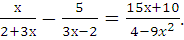 x/(2+3x) − 5/(3x−2) = (15x+10)/(4−9x²).